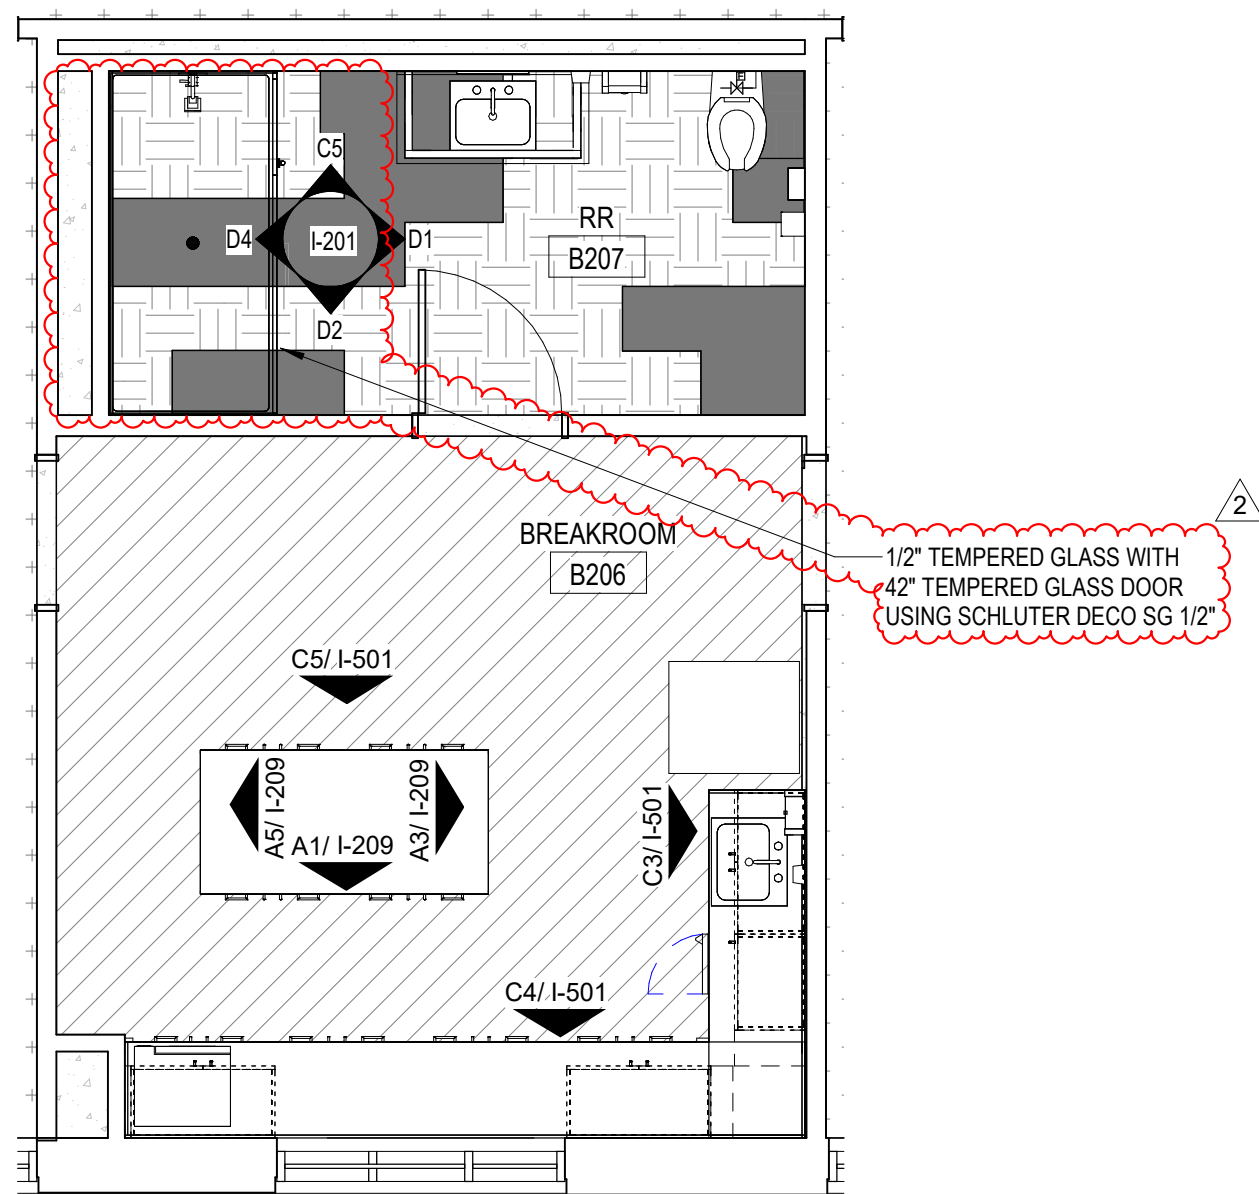 C5
D4
I-201
D1
D2
RR
B207
2
BREAKROOM
B206
1/2" TEMPERED GLASS WITH
42" TEMPERED GLASS DOOR
USING SCHLUTER DECO SG 1/2"
C5/ I-501
A5/ I-209
A1/ I-209
A3/ I-209
C3/ I-501
C4/ I-501